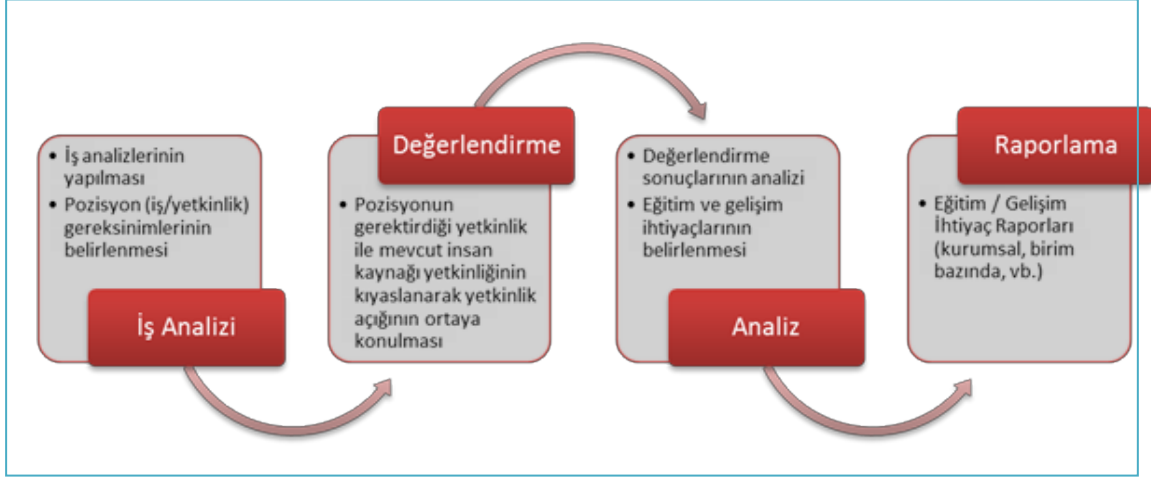 • İş analizlerinin
yapılması
• Pozisyon (iş/yetkinlik)
gereksinimlerinin
belirlenmesi
İş Analizi
Değerlendirme
• Pozisyonun
gerektirdiği yetkinlik
ile mevcut insan
kaynağı yetkinliğinin
kıyaslanarak yetkinlik
açığının ortaya
konulması
• Değerlendirme
sonuçlarının analizi
• Eğitim ve gelişim
ihtiyaçlarının
belirlenmesi
Analiz
Raporlama
• Eğitim / Gelişim
İhtiyaç Raporları
(kurumsal, birim
bazında, vb.)